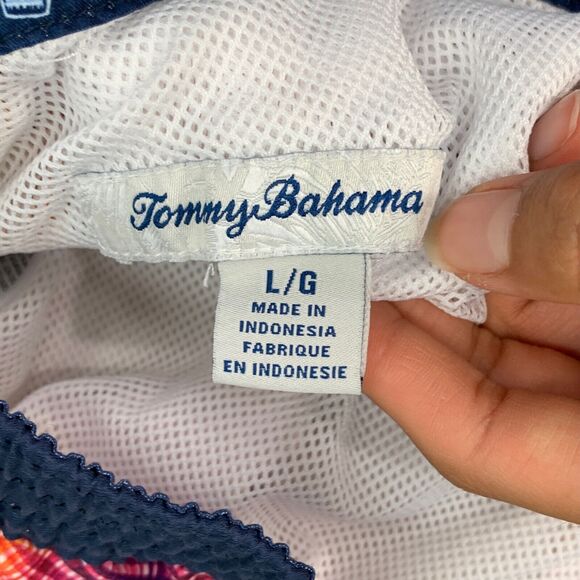 Tommy Bahama
L/G
MADE IN
INDONESIA
FABRIQUE
EN INDONESIE